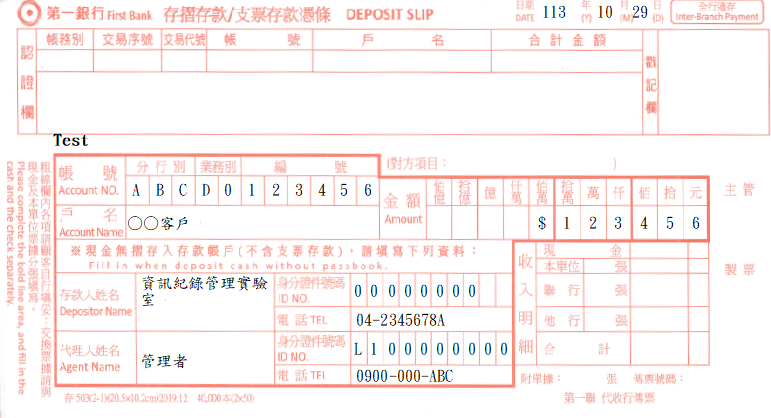 第一銀行 First Bank 存摺存款/支票存款憑條 DEPOSIT SLIP
日期 DATE 113 年(Y) 10 月(M) 29 日(D)
全行通存
Inter-Branch Payment
認證欄
帳務別 交易序號 交易代號 帳 號 戶 名 合計金額
戳記欄
Test
粗線欄內各項請顧客自行填妥：交換票據請與現金及本單位票據分張填寫。
Please complete the bold line area, and fill in the cash and the check separately.
帳 號 Account NO.
分行別 業務別 編 號
A B C D 0 1 2 3 4 5 6
(對方項目： )
戶 名 Account Name
○○客戶
金額 Amount
佰億 拾億 億 仟萬 佰萬 拾萬 萬 仟 佰 拾 元
$ 1 2 3 4 5 6
主管
製票
※現金無摺存入存款帳戶(不含支票存款)，請填寫下列資料：
Fill in when deposit cash without passbook.
存款人姓名 Depositor Name
資訊紀錄管理實驗室
身分證件號碼 ID NO.
0 0 0 0 0 0 0 0
電話 TEL 04-2345678A
代理人姓名 Agent Name
管理者
身分證件號碼 ID NO.
L 1 0 0 0 0 0 0 0 0
電話 TEL 0900-000-ABC
收入明細
現 金
本單位 張
聯行 張
他行 張
合 計
附單據： 張 傳票號碼：
存503(2-1)(20.5×10.2cm)2019.12 40,000本(2×50)
第一聯 代收行傳票